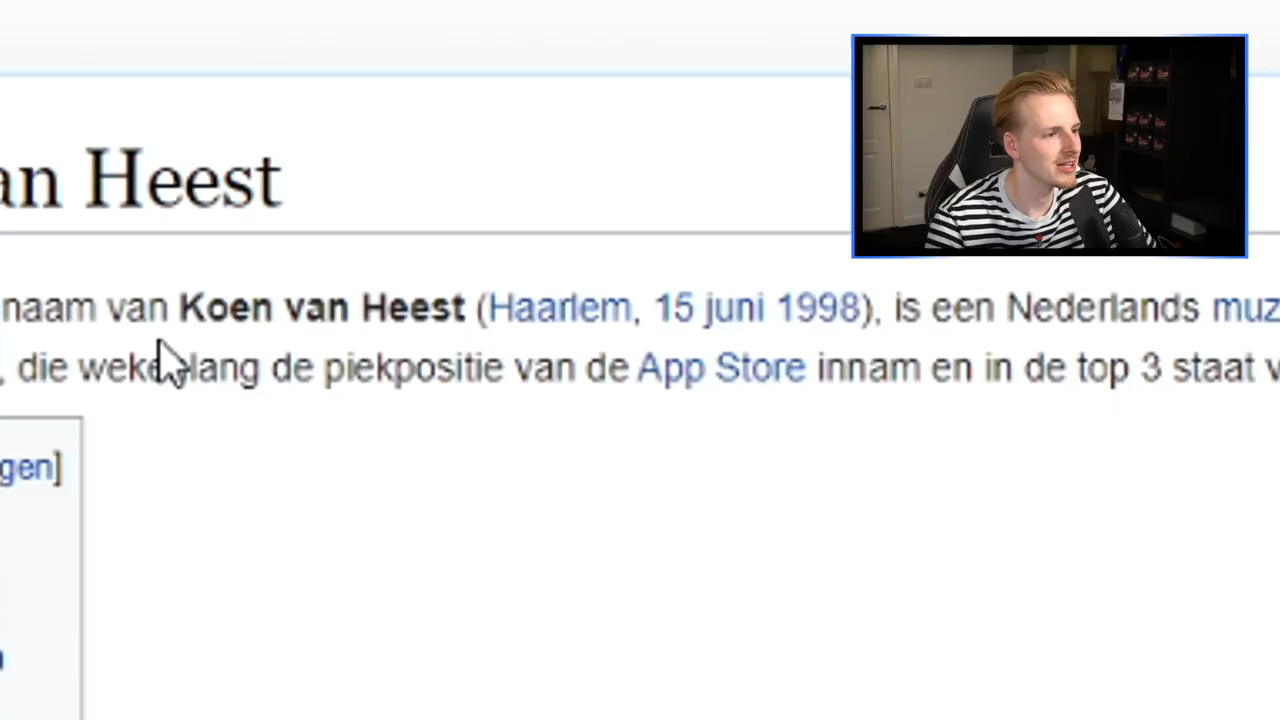 an Heest
naam van Koen van Heest (Haarlem, 15 juni 1998), is een Nederlands muz
, die wekenlang de piekpositie van de App Store innam en in de top 3 staat v
gen]